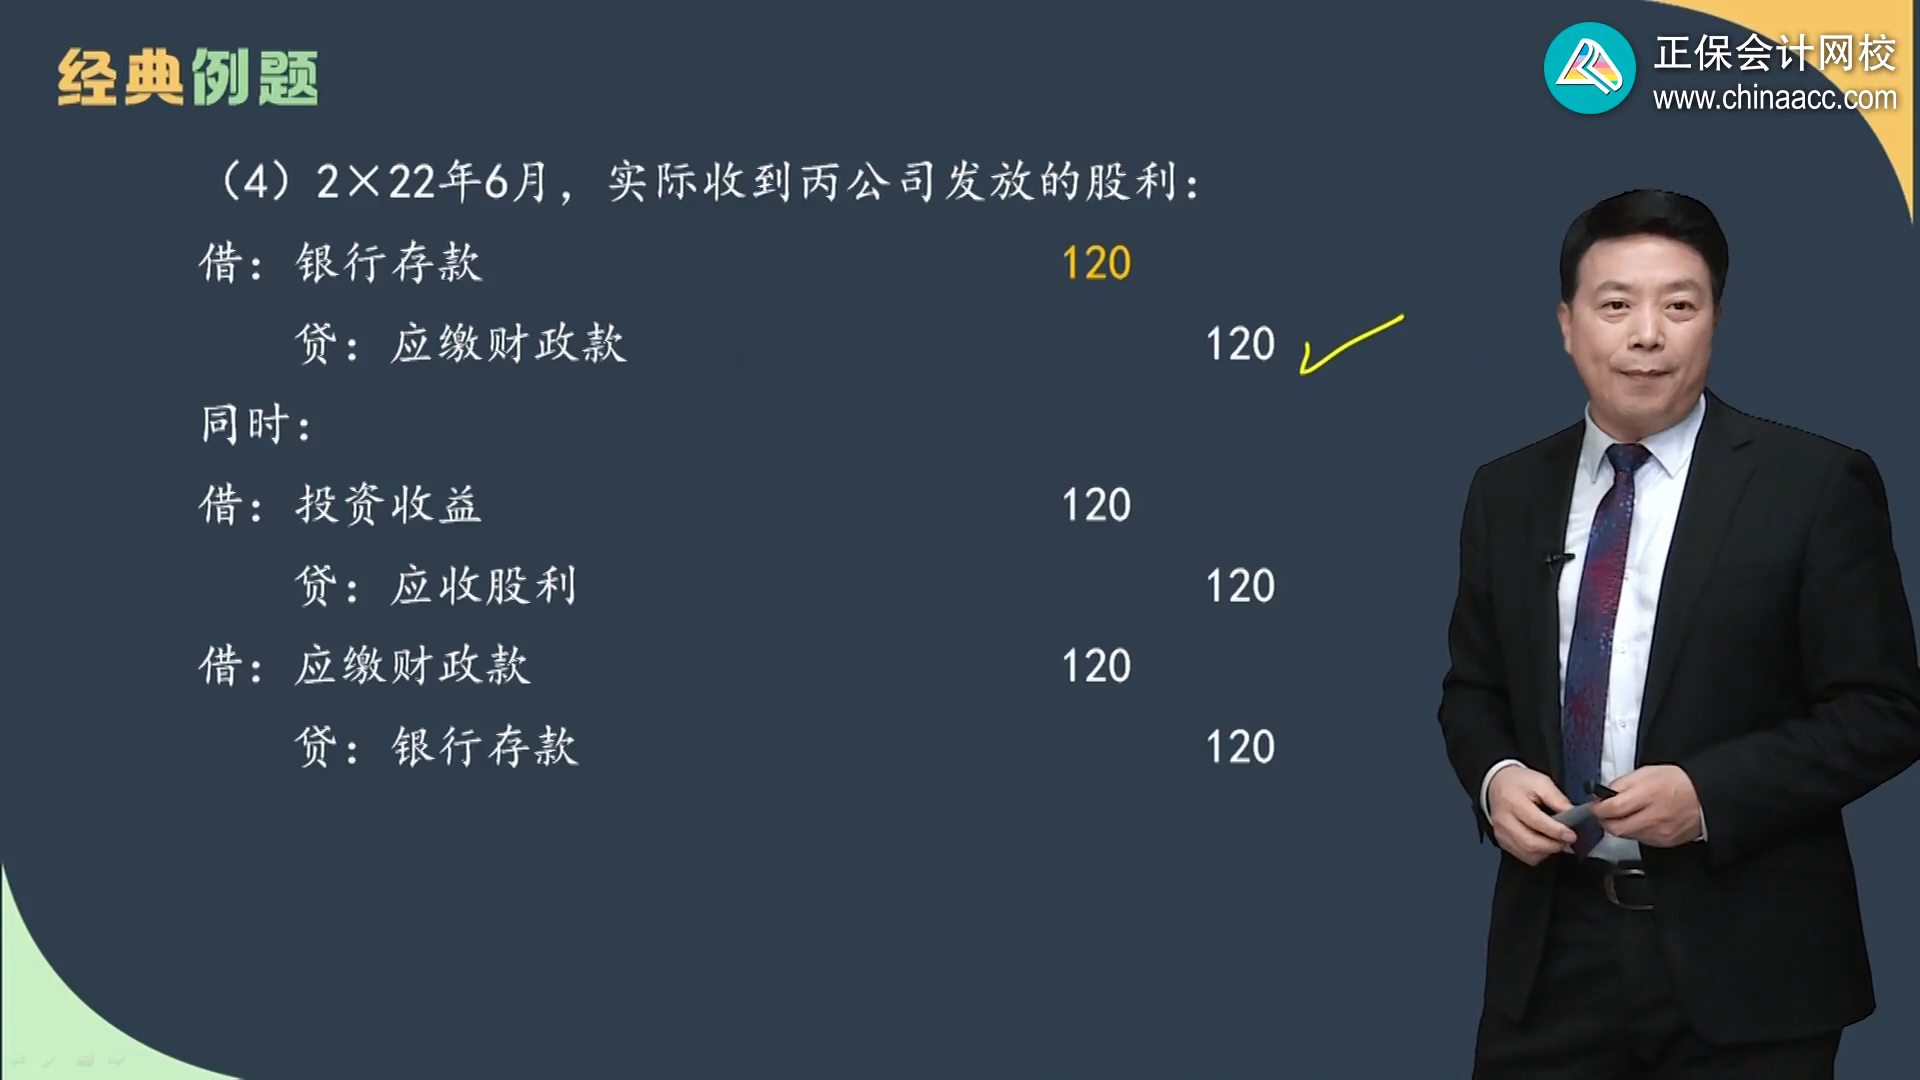 经典例题
正保会计网校
www.chinaacc.com
（4）2×22年6月，实际收到丙公司发放的股利：
借：银行存款 120
贷：应缴财政款 120
同时：
借：投资收益 120
贷：应收股利 120
借：应缴财政款 120
贷：银行存款 120